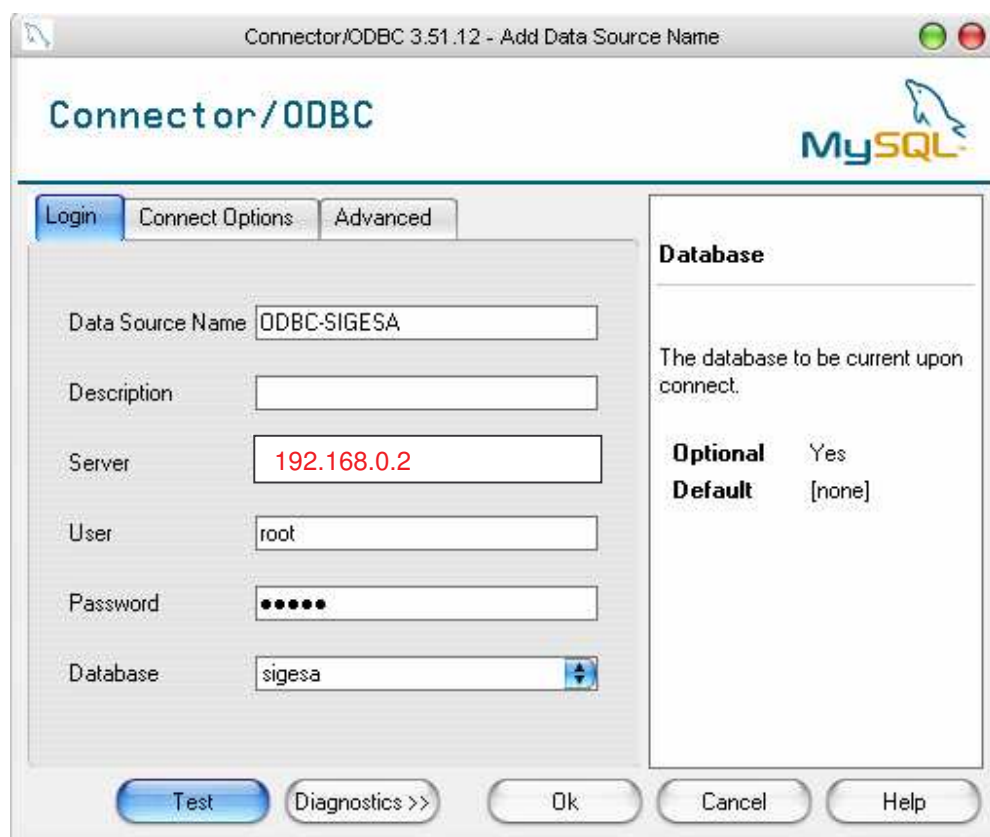 Connector/ODBC 3.51.12 - Add Data Source Name
Connector/ODBC
MySQL
Login Connect Options Advanced
Data Source Name ODBC-SIGESA
Description
Server 192.168.0.2
User root
Password •••••
Database sigesa
Database
The database to be current upon
connect.
Optional Yes
Default [none]
Test Diagnostics >> Ok Cancel Help